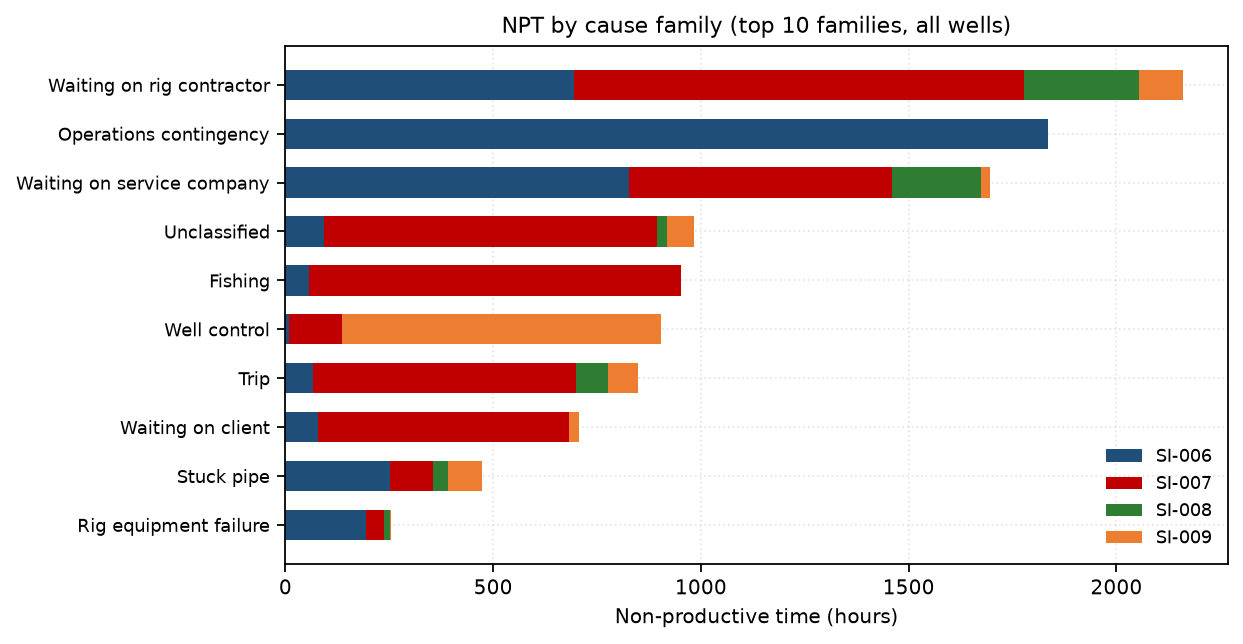 NPT by cause family (top 10 families, all wells)
Waiting on rig contractor
Operations contingency
Waiting on service company
Unclassified
Fishing
Well control
Trip
Waiting on client
Stuck pipe
Rig equipment failure
SI-006
SI-007
SI-008
SI-009
0 500 1000 1500 2000
Non-productive time (hours)